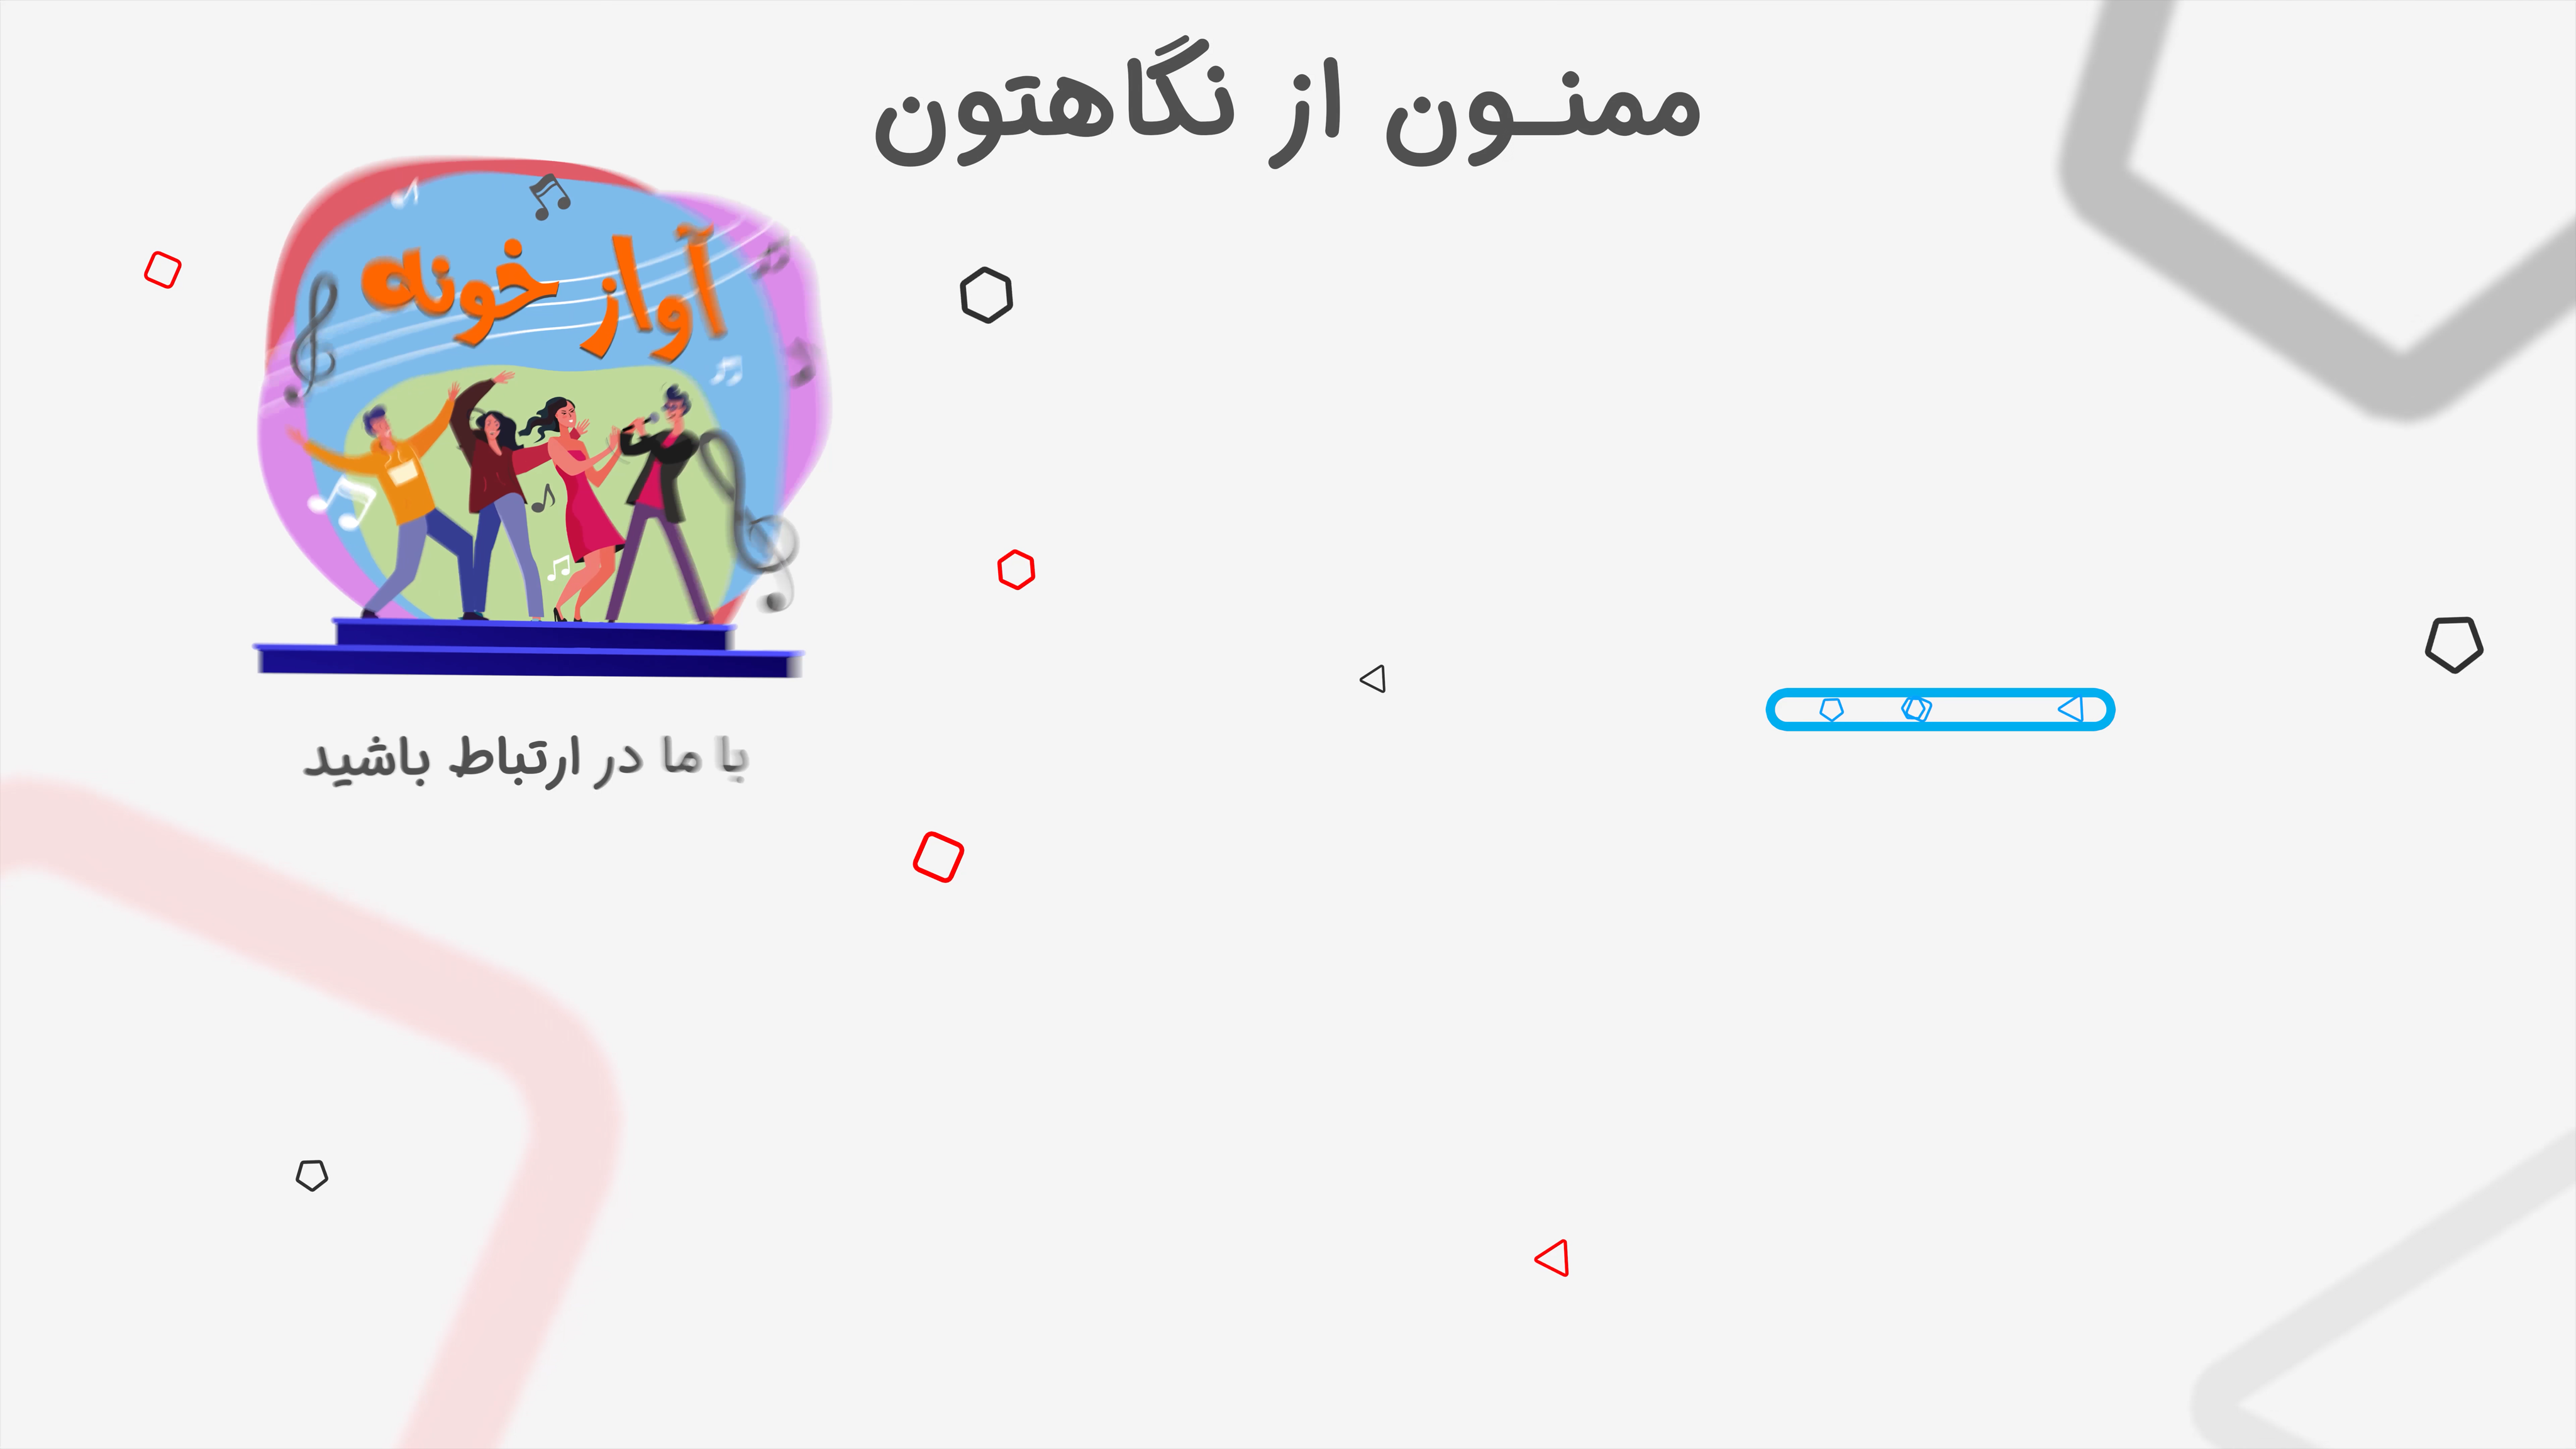 ممنـون از نگاهتون
آواز خونه
با ما در ارتباط باشید